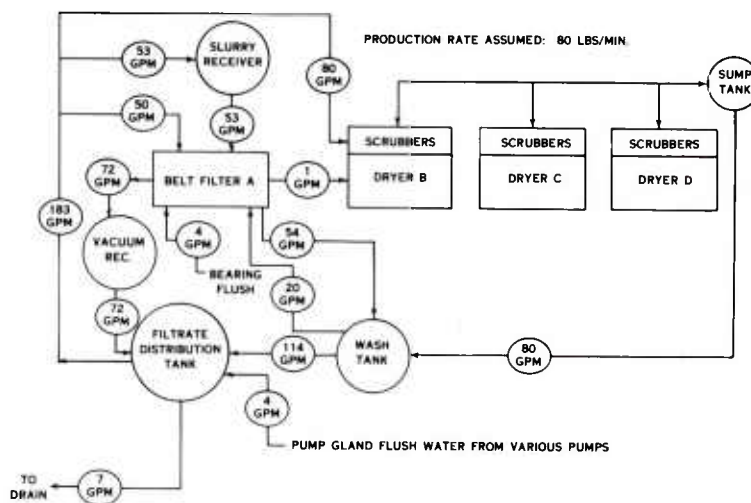 53
GPM
SLURRY
RECEIVER
80
GPM
PRODUCTION RATE ASSUMED: 80 LBS/MIN.
SUMP
TANK
50
GPM
53
GPM
SCRUBBERS
SCRUBBERS
SCRUBBERS
72
GPM
BELT FILTER A
1
GPM
DRYER B
DRYER C
DRYER D
183
GPM
VACUUM
REC.
4
GPM
BEARING
FLUSH
54
GPM
20
GPM
72
GPM
FILTRATE
DISTRIBUTION
TANK
114
GPM
WASH
TANK
80
GPM
4
GPM
PUMP GLAND FLUSH WATER FROM VARIOUS PUMPS
TO
DRAIN
7
GPM